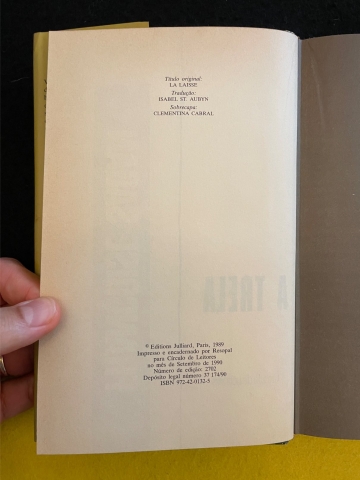 Título original:
LA LAISSE
Tradução:
ISABEL ST. AUBYN
Sobrecapa:
CLEMENTINA CABRAL
A TRELA
© Editions Julliard, Paris, 1989
Impresso e encadernado por Resopal
para Círculo de Leitores
no mês de Setembro de 1990
Número de edição: 2702
Depósito legal número 37 174/90
ISBN 972-42-0132-5